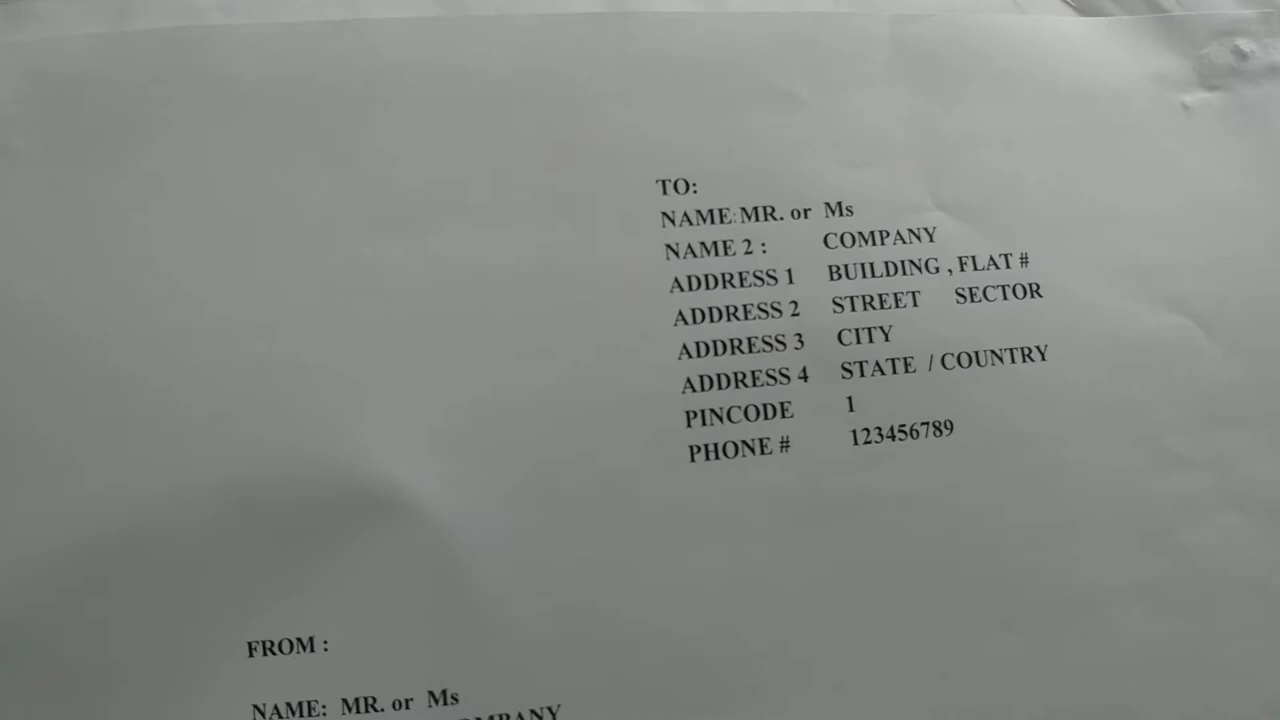 TO:
NAME: MR. or Ms
NAME 2 : COMPANY
ADDRESS 1 BUILDING , FLAT #
ADDRESS 2 STREET SECTOR
ADDRESS 3 CITY
ADDRESS 4 STATE / COUNTRY
PINCODE 1
PHONE # 123456789
FROM :
NAME: MR. or Ms